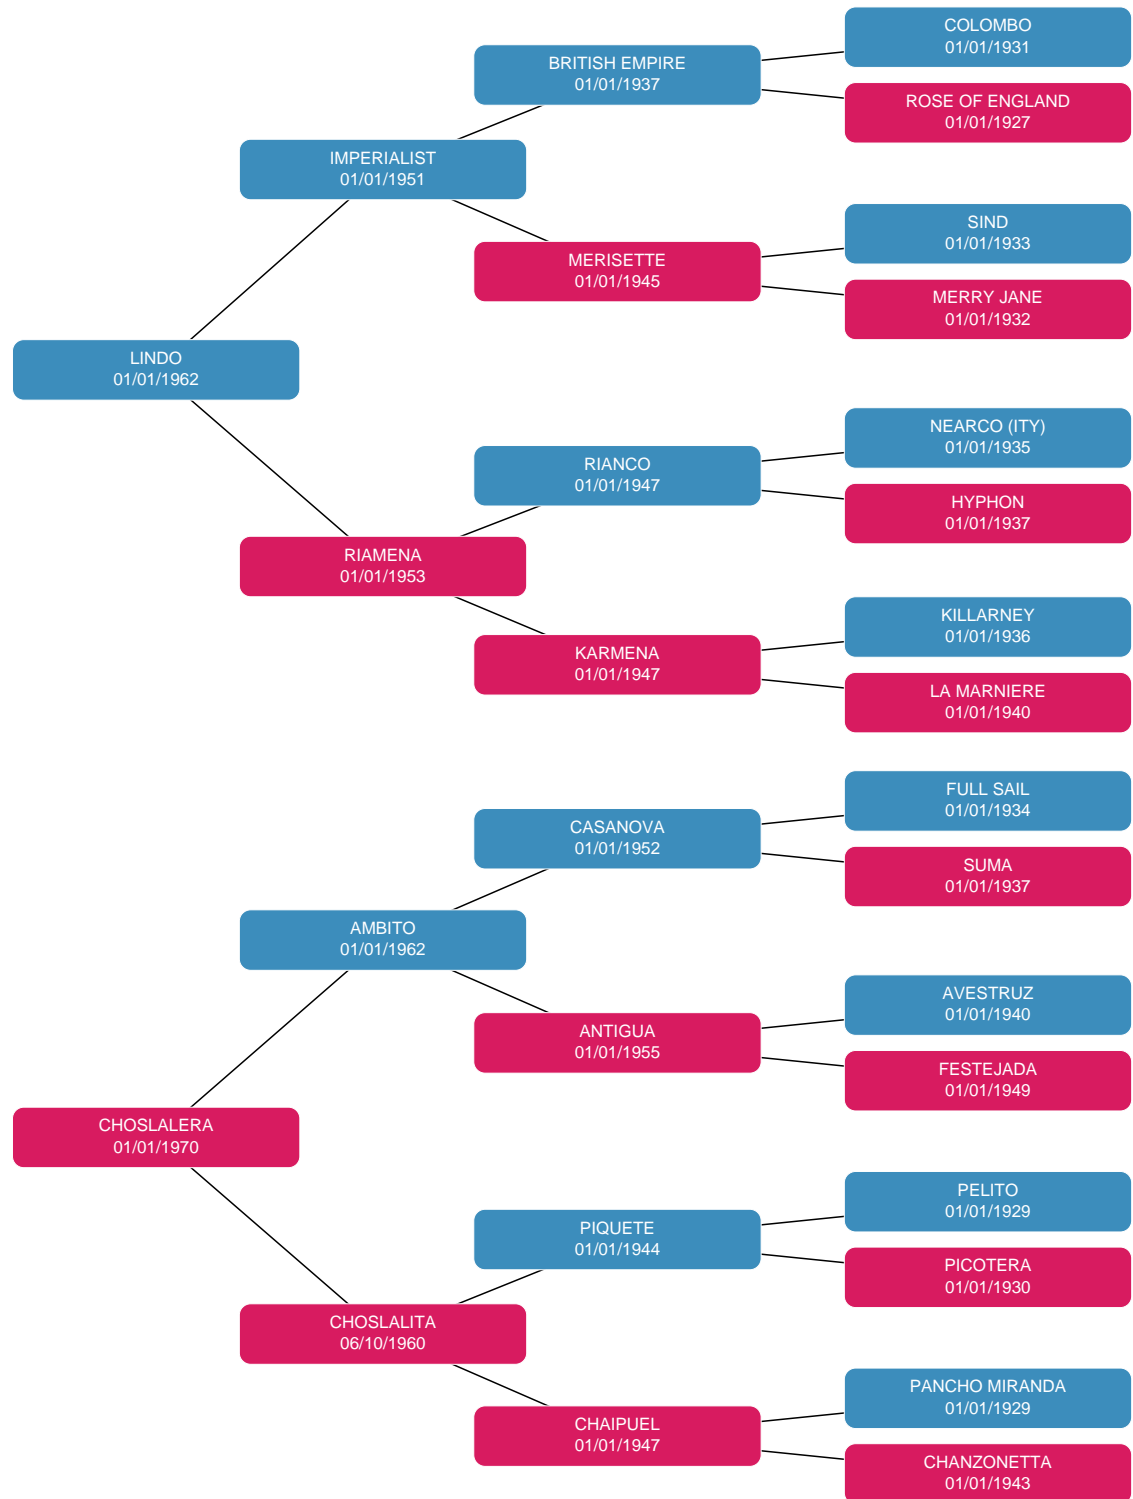 COLOMBO
01/01/1931
BRITISH EMPIRE
01/01/1937
ROSE OF ENGLAND
01/01/1927
IMPERIALIST
01/01/1951
SIND
01/01/1933
MERISETTE
01/01/1945
MERRY JANE
01/01/1932
LINDO
01/01/1962
NEARCO (ITY)
01/01/1935
RIANCO
01/01/1947
HYPHON
01/01/1937
RIAMENA
01/01/1953
KILLARNEY
01/01/1936
KARMENA
01/01/1947
LA MARNIERE
01/01/1940
FULL SAIL
01/01/1934
CASANOVA
01/01/1952
SUMA
01/01/1937
AMBITO
01/01/1962
AVESTRUZ
01/01/1940
ANTIGUA
01/01/1955
FESTEJADA
01/01/1949
CHOSLALERA
01/01/1970
PELITO
01/01/1929
PIQUETE
01/01/1944
PICOTERA
01/01/1930
CHOSLALITA
06/10/1960
PANCHO MIRANDA
01/01/1929
CHAIPUEL
01/01/1947
CHANZONETTA
01/01/1943